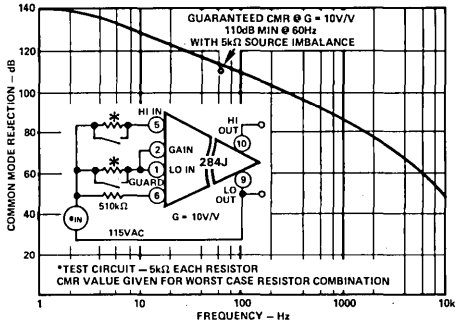 140
120
100
80
60
40
20
COMMON MODE REJECTION – dB
GUARANTEED CMR @ G = 10V/V
110dB MIN @ 60Hz
WITH 5kΩ SOURCE IMBALANCE
*
HI IN
5
2
GAIN
*
1
LO IN
GUARD
510kΩ
6
284J
HI
OUT
10
9
LO
OUT
G = 10V/V
eIN
115VAC
*TEST CIRCUIT – 5kΩ EACH RESISTOR
CMR VALUE GIVEN FOR WORST CASE RESISTOR COMBINATION
1
10
100
1000
10k
FREQUENCY – Hz